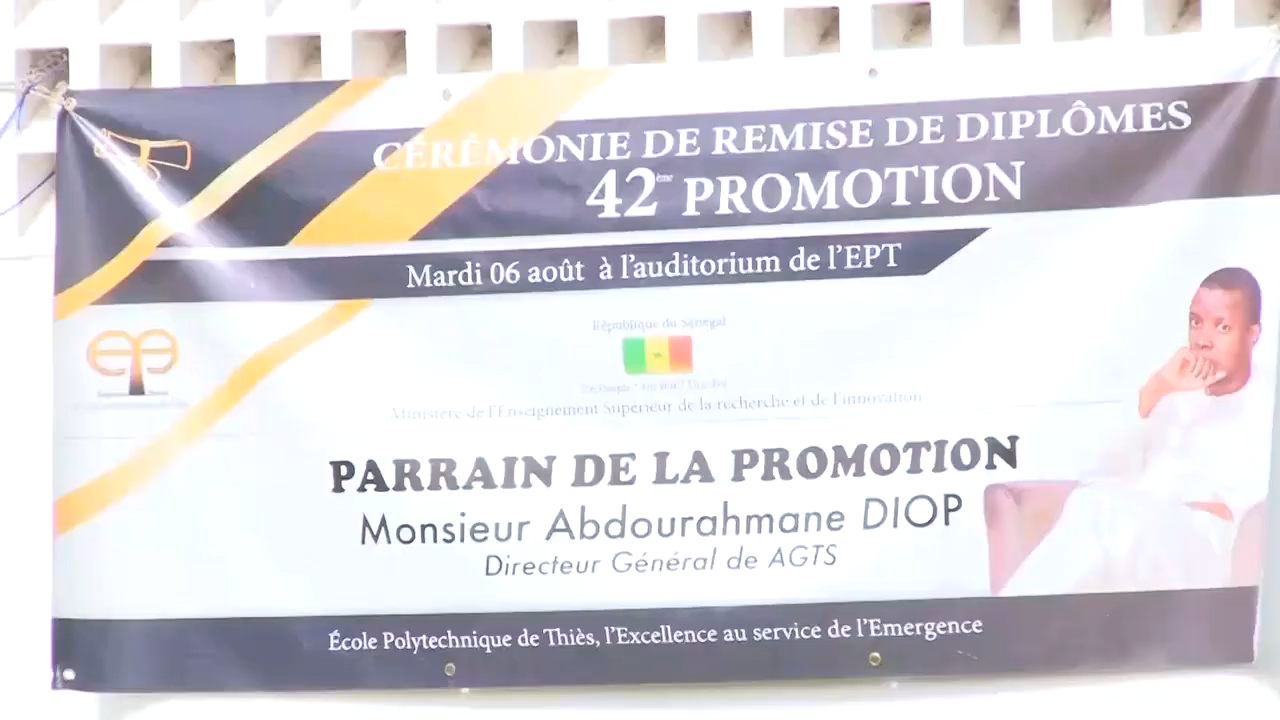 CÉRÉMONIE DE REMISE DE DIPLÔMES
42ème PROMOTION
Mardi 06 août à l'auditorium de l'EPT
République du Sénégal
Ministère de l'Enseignement Supérieur de la recherche et de l'innovation
PARRAIN DE LA PROMOTION
Monsieur Abdourahmane DIOP
Directeur Général de AGTS
École Polytechnique de Thiès, l'Excellence au service de l'Emergence